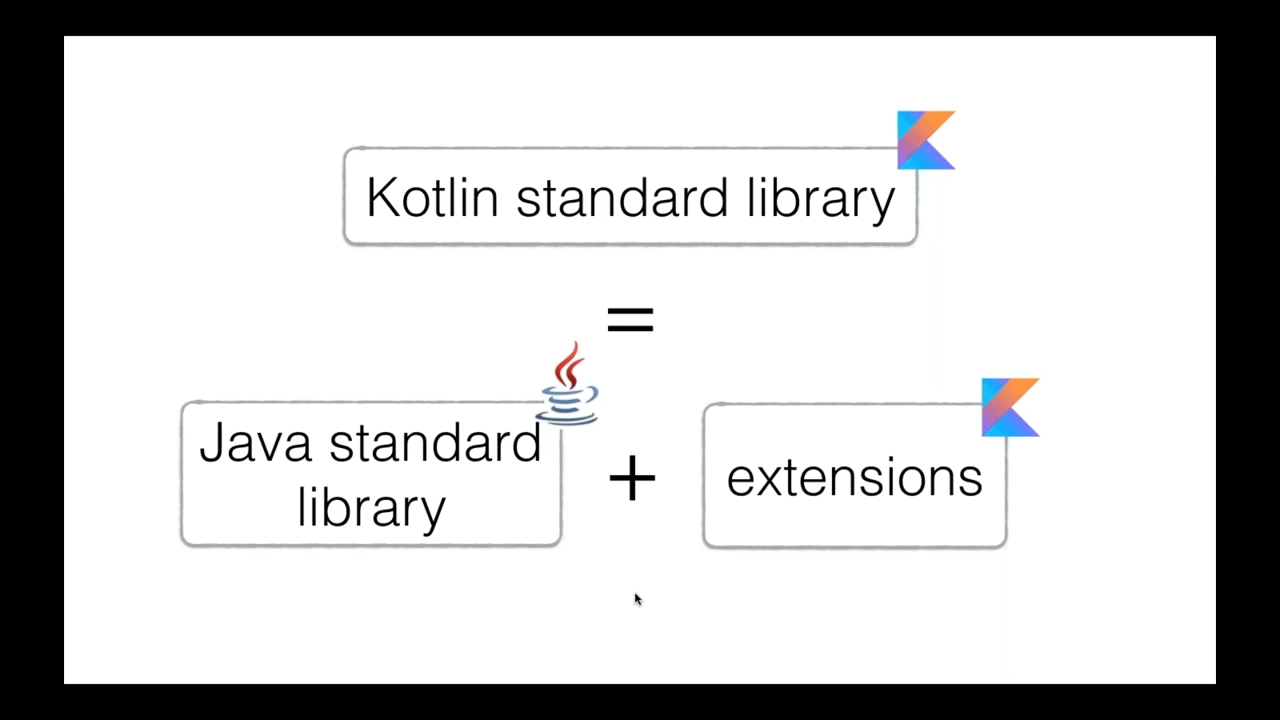 Kotlin standard library
=
Java standard
library
+
extensions